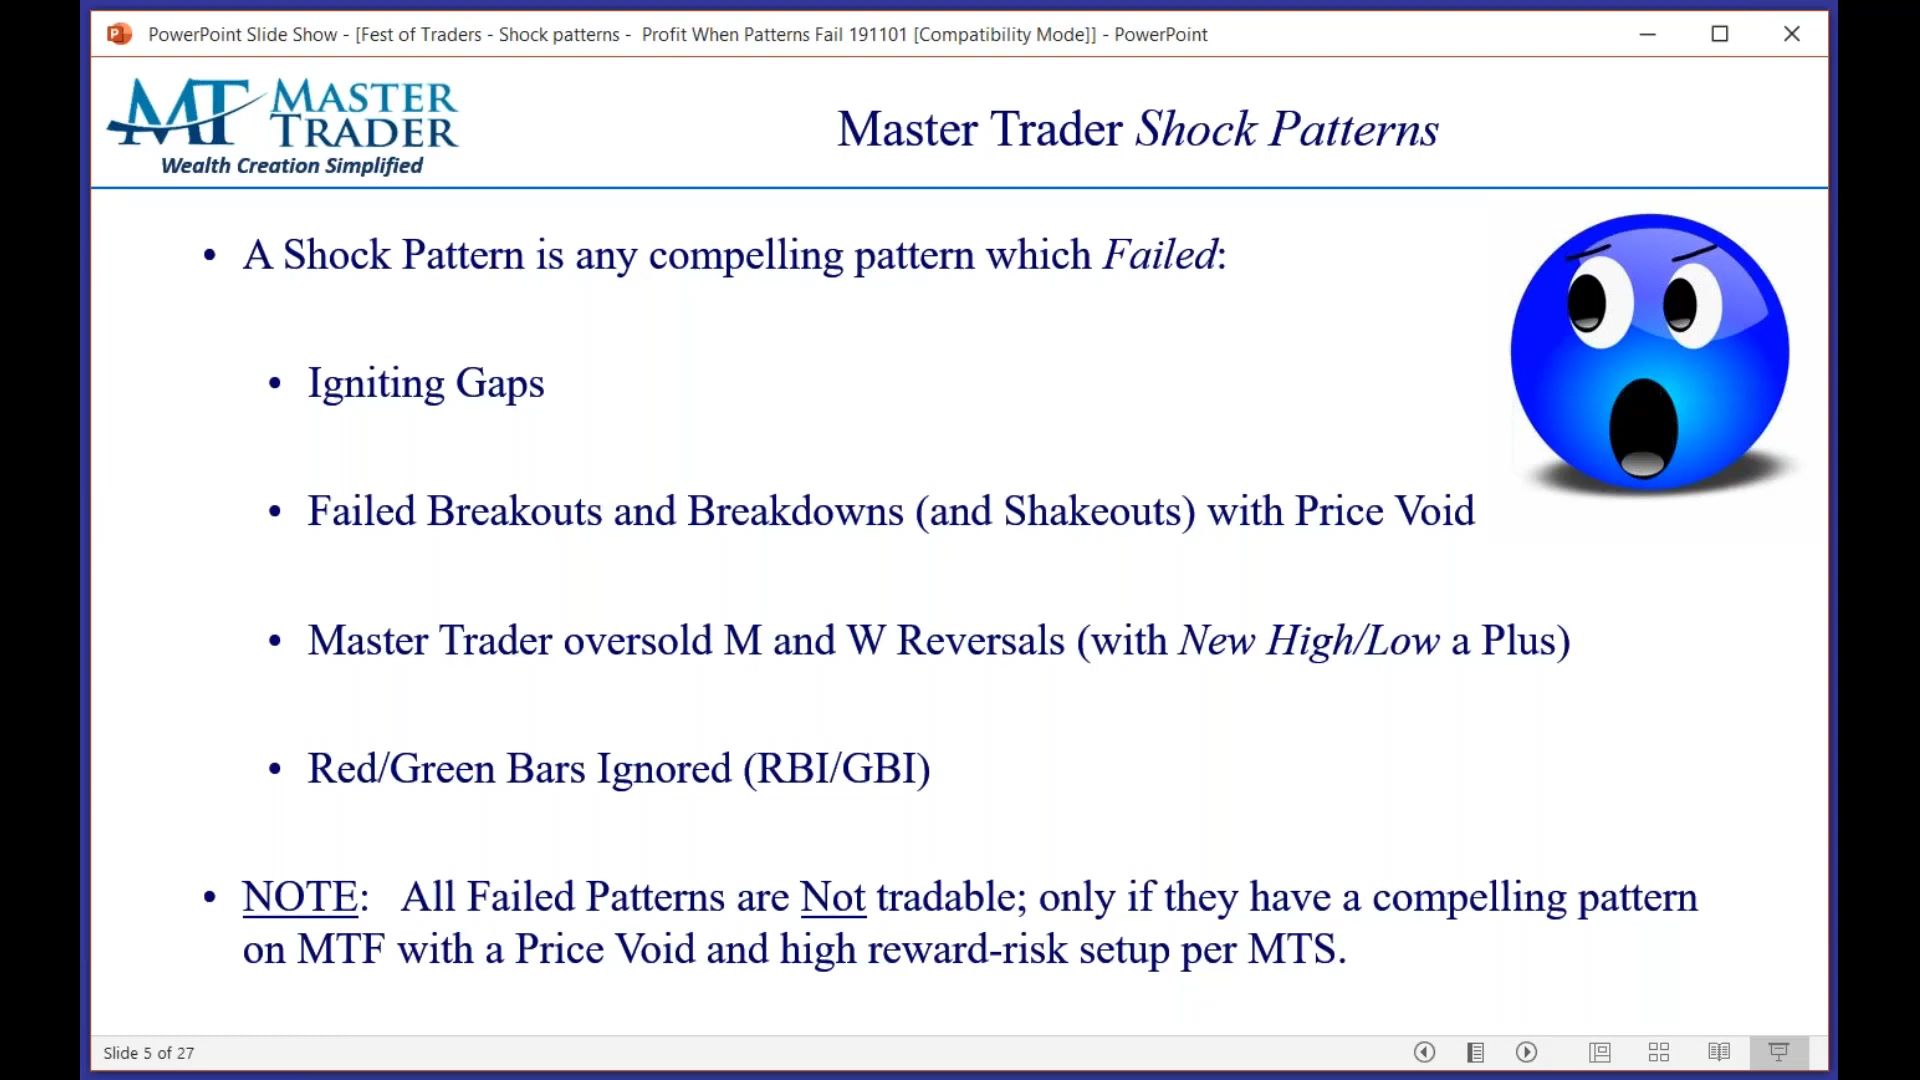 PowerPoint Slide Show - [Fest of Traders - Shock patterns -  Profit When Patterns Fail 191101 [Compatibility Mode]] - PowerPoint
MT MASTER TRADER
Wealth Creation Simplified
Master Trader Shock Patterns
• A Shock Pattern is any compelling pattern which Failed:
• Igniting Gaps
• Failed Breakouts and Breakdowns (and Shakeouts) with Price Void
• Master Trader oversold M and W Reversals (with New High/Low a Plus)
• Red/Green Bars Ignored (RBI/GBI)
• NOTE:   All Failed Patterns are Not tradable; only if they have a compelling pattern
on MTF with a Price Void and high reward-risk setup per MTS.
Slide 5 of 27